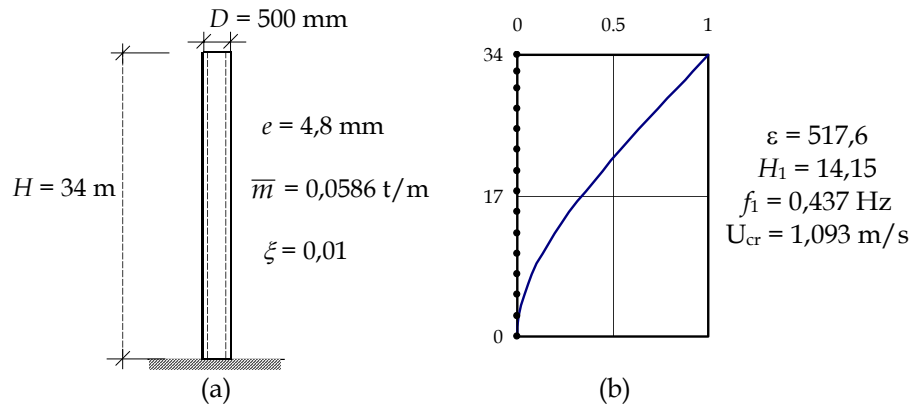 D = 500 mm
H = 34 m
e = 4,8 mm
m̅ = 0,0586 t/m
ξ = 0,01
(a)
0 0.5 1
34
17
0
ε = 517,6
H₁ = 14,15
f₁ = 0,437 Hz
U_cr = 1,093 m/s
(b)